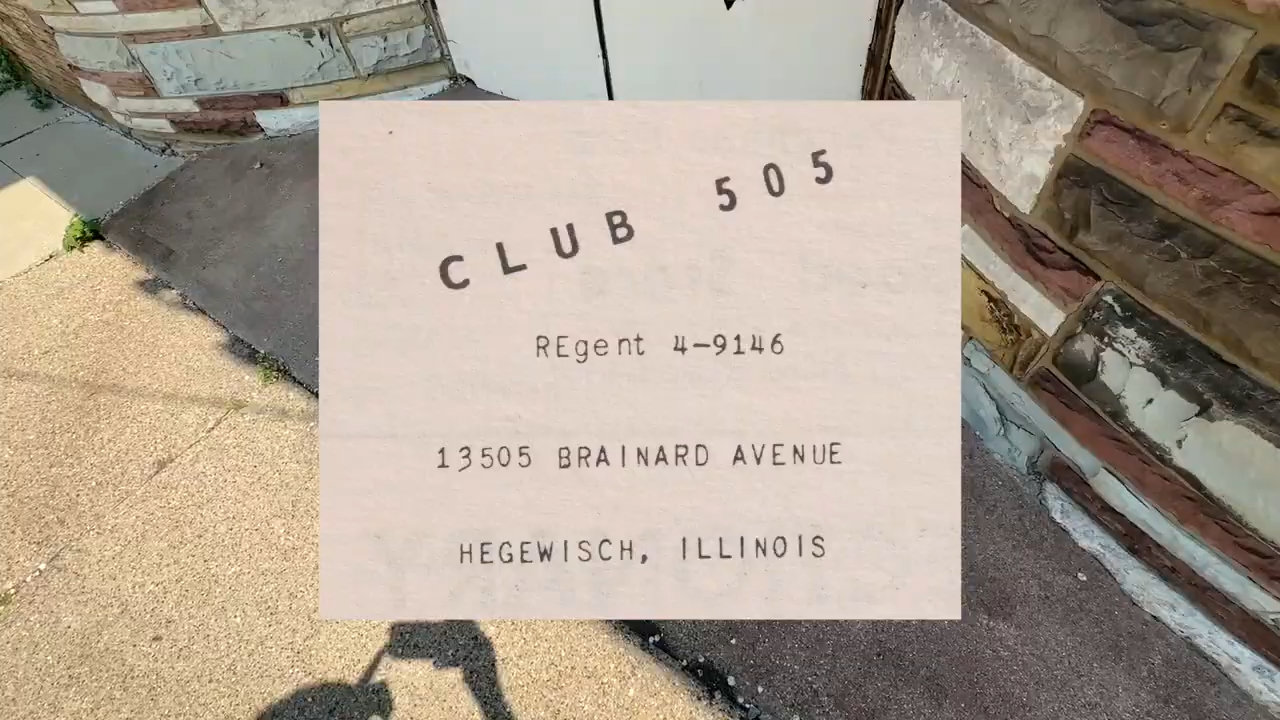 CLUB 505
REgent 4-9146
13505 BRAINARD AVENUE
HEGEWISCH, ILLINOIS